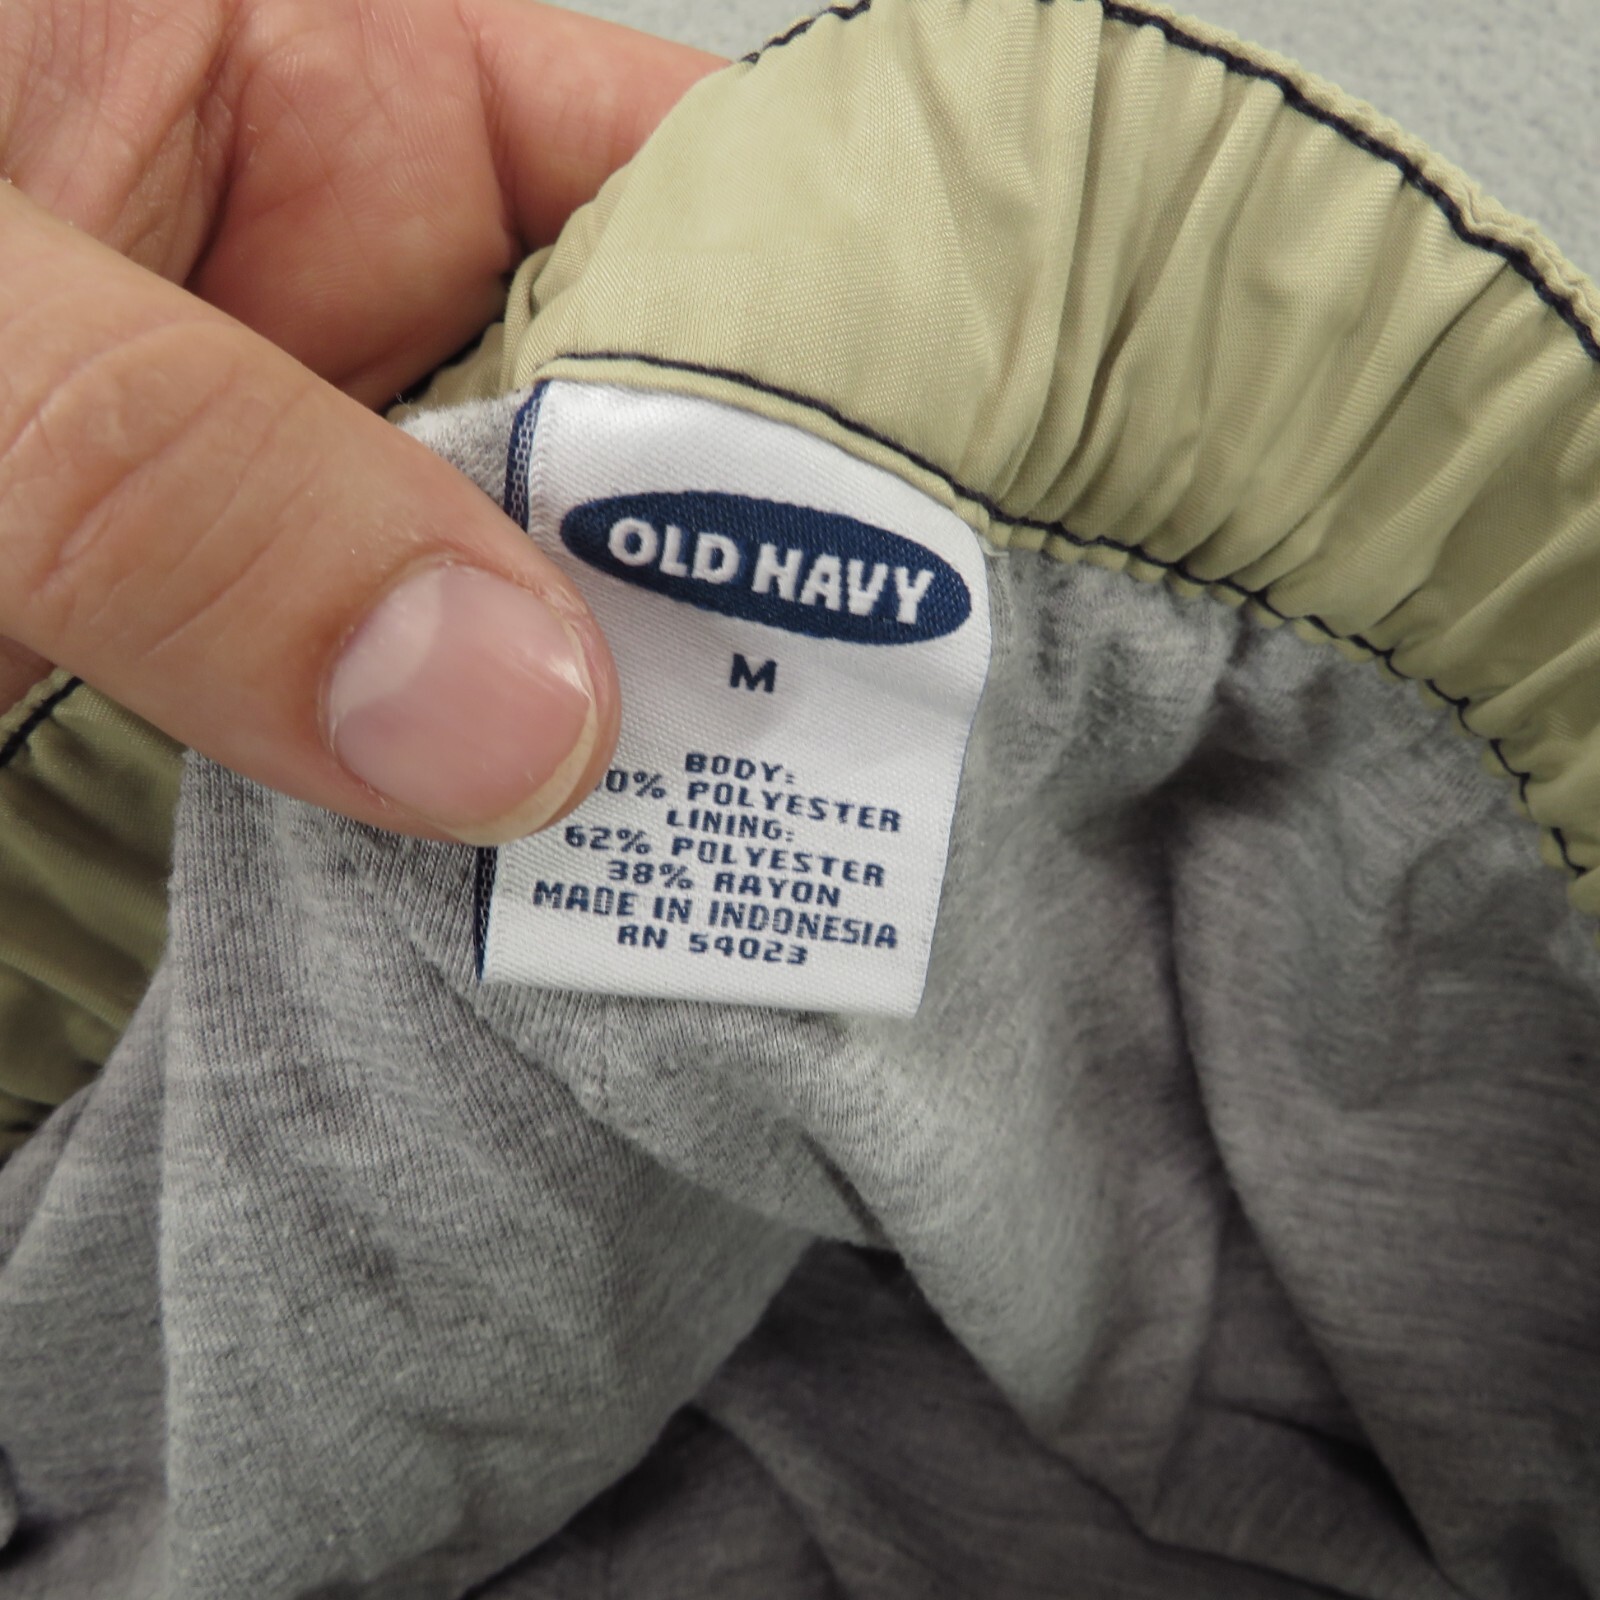 OLD NAVY
M
BODY:
0% POLYESTER
LINING:
62% POLYESTER
38% RAYON
MADE IN INDONESIA
RN 54023